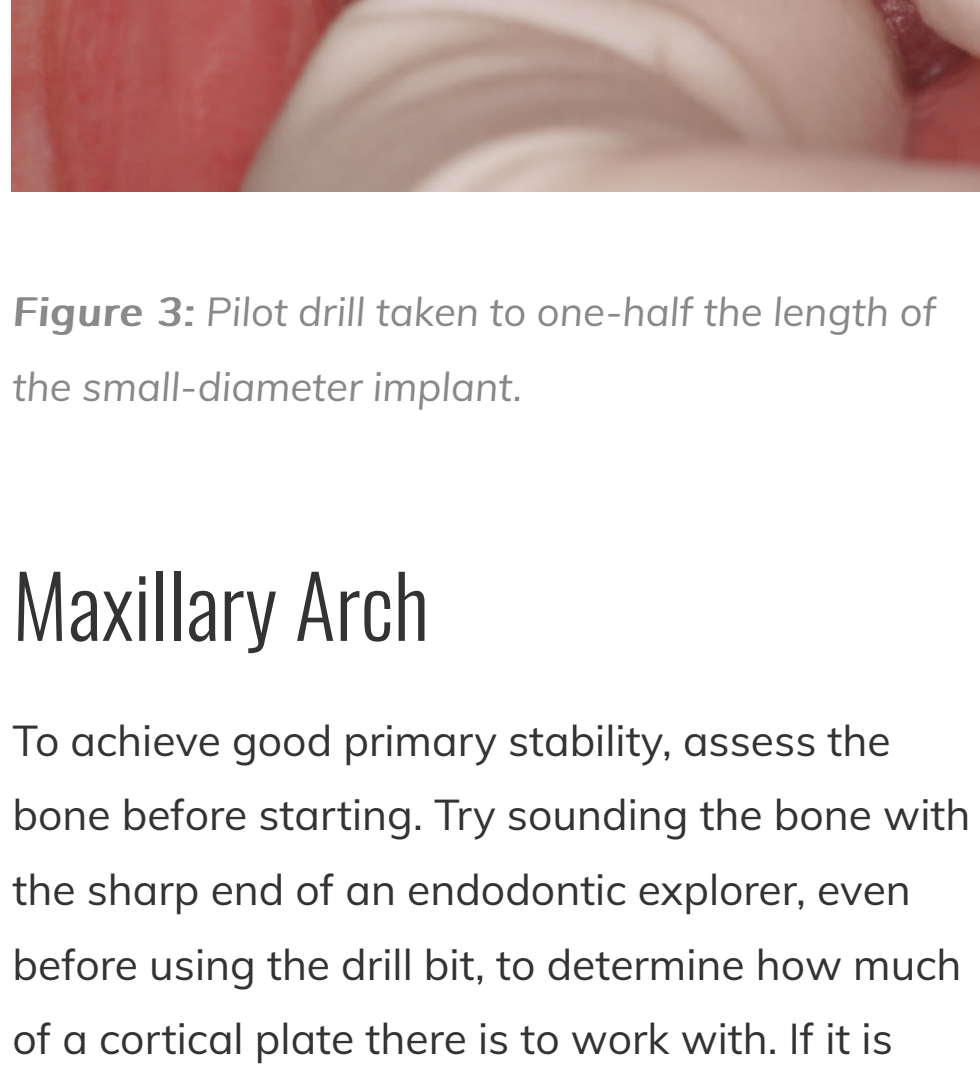 Figure 3: Pilot drill taken to one-half the length of
the small-diameter implant.
Maxillary Arch
To achieve good primary stability, assess the
bone before starting. Try sounding the bone with
the sharp end of an endodontic explorer, even
before using the drill bit, to determine how much
of a cortical plate there is to work with. If it is